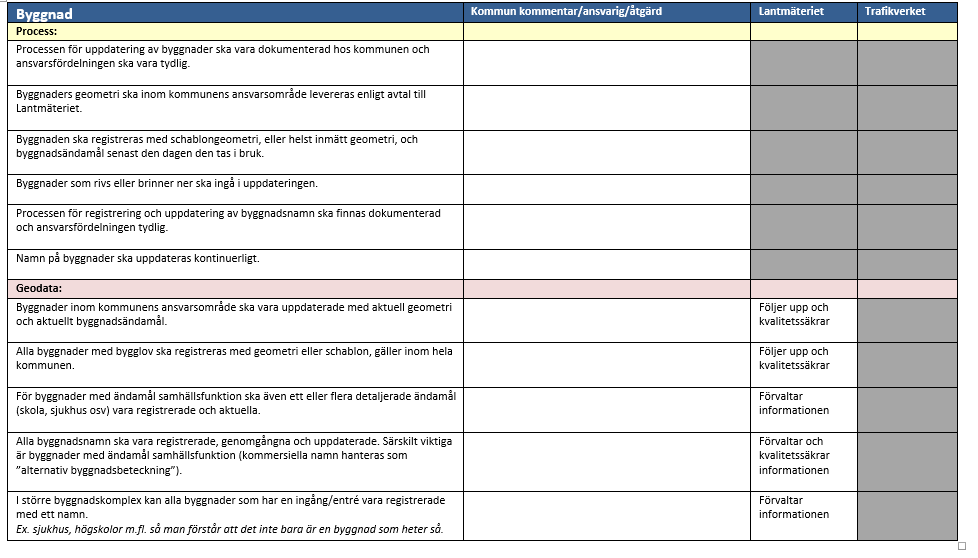 Byggnad Kommun kommentar/ansvarig/åtgärd Lantmäteriet Trafikverket
Process:
Processen för uppdatering av byggnader ska vara dokumenterad hos kommunen och
ansvarsfördelningen ska vara tydlig.
Byggnaders geometri ska inom kommunens ansvarsområde levereras enligt avtal till
Lantmäteriet.
Byggnaden ska registreras med schablongeometri, eller helst inmätt geometri, och
byggnadsändamål senast den dagen den tas i bruk.
Byggnader som rivs eller brinner ner ska ingå i uppdateringen.
Processen för registrering och uppdatering av byggnadsnamn ska finnas dokumenterad
och ansvarsfördelningen tydlig.
Namn på byggnader ska uppdateras kontinuerligt.
Geodata:
Byggnader inom kommunens ansvarsområde ska vara uppdaterade med aktuell geometri
och aktuellt byggnadsändamål.
Följer upp och
kvalitetssäkrar
Alla byggnader med bygglov ska registreras med geometri eller schablon, gäller inom hela
kommunen.
Följer upp och
kvalitetssäkrar
För byggnader med ändamål samhällsfunktion ska även ett eller flera detaljerade ändamål
(skola, sjukhus osv) vara registrerade och aktuella.
Förvaltar
informationen
Alla byggnadsnamn ska vara registrerade, genomgångna och uppdaterade. Särskilt viktiga
är byggnader med ändamål samhällsfunktion (kommersiella namn hanteras som
”alternativ byggnadsbeteckning”).
Förvaltar och
kvalitetssäkrar
informationen
I större byggnadskomplex kan alla byggnader som har en ingång/entré vara registrerade
med ett namn.
Ex. sjukhus, högskolor m.fl. så man förstår att det inte bara är en byggnad som heter så.
Förvaltar
informationen